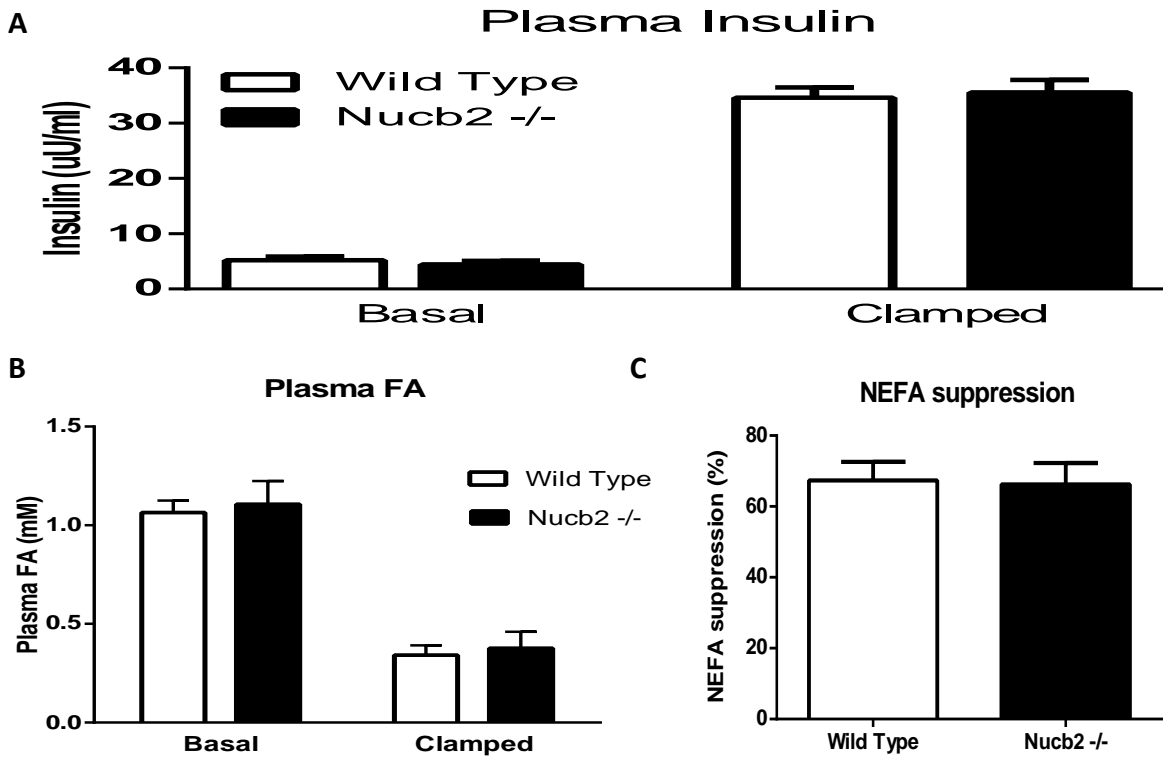 A
Plasma Insulin
Insulin (uU/ml)
40
30
20
10
0
Wild Type
Nucb2 -/-
Basal
Clamped
B
Plasma FA
Plasma FA (mM)
1.5
1.0
0.5
0.0
Wild Type
Nucb2 -/-
Basal
Clamped
C
NEFA suppression
NEFA suppression (%)
80
60
40
20
0
Wild Type
Nucb2 -/-